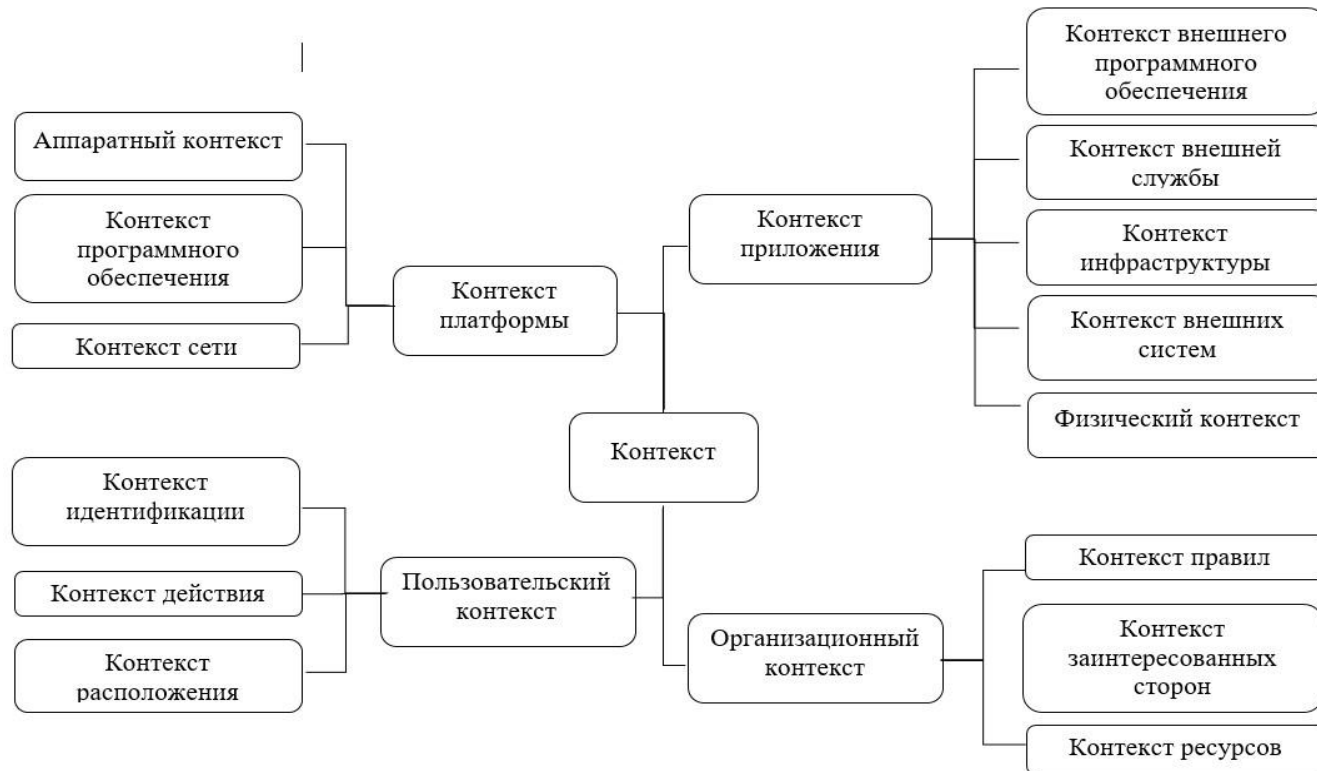 Контекст внешнего
программного
обеспечения
Аппаратный контекст
Контекст внешней
службы
Контекст
программного
обеспечения
Контекст
приложения
Контекст
инфраструктуры
Контекст
платформы
Контекст сети
Контекст внешних
систем
Физический контекст
Контекст
Контекст
идентификации
Контекст действия
Контекст
расположения
Пользовательский
контекст
Организационный
контекст
Контекст правил
Контекст
заинтересованных
сторон
Контекст ресурсов